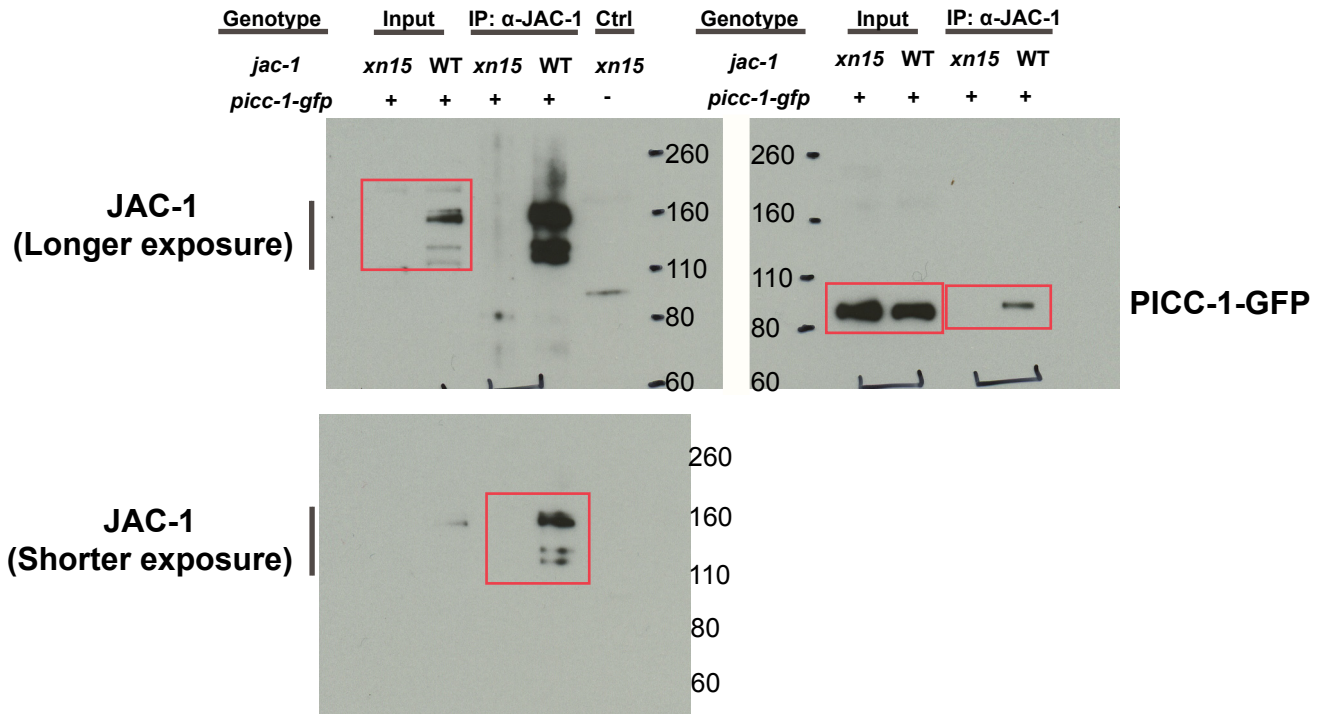 Genotype Input IP: α-JAC-1 Ctrl
jac-1 xn15 WT xn15 WT xn15
picc-1-gfp + + + + -
Genotype Input IP: α-JAC-1
jac-1 xn15 WT xn15 WT
picc-1-gfp + + + +
JAC-1
(Longer exposure)
260
160
110
80
60
260
160
110
80
60
PICC-1-GFP
JAC-1
(Shorter exposure)
260
160
110
80
60